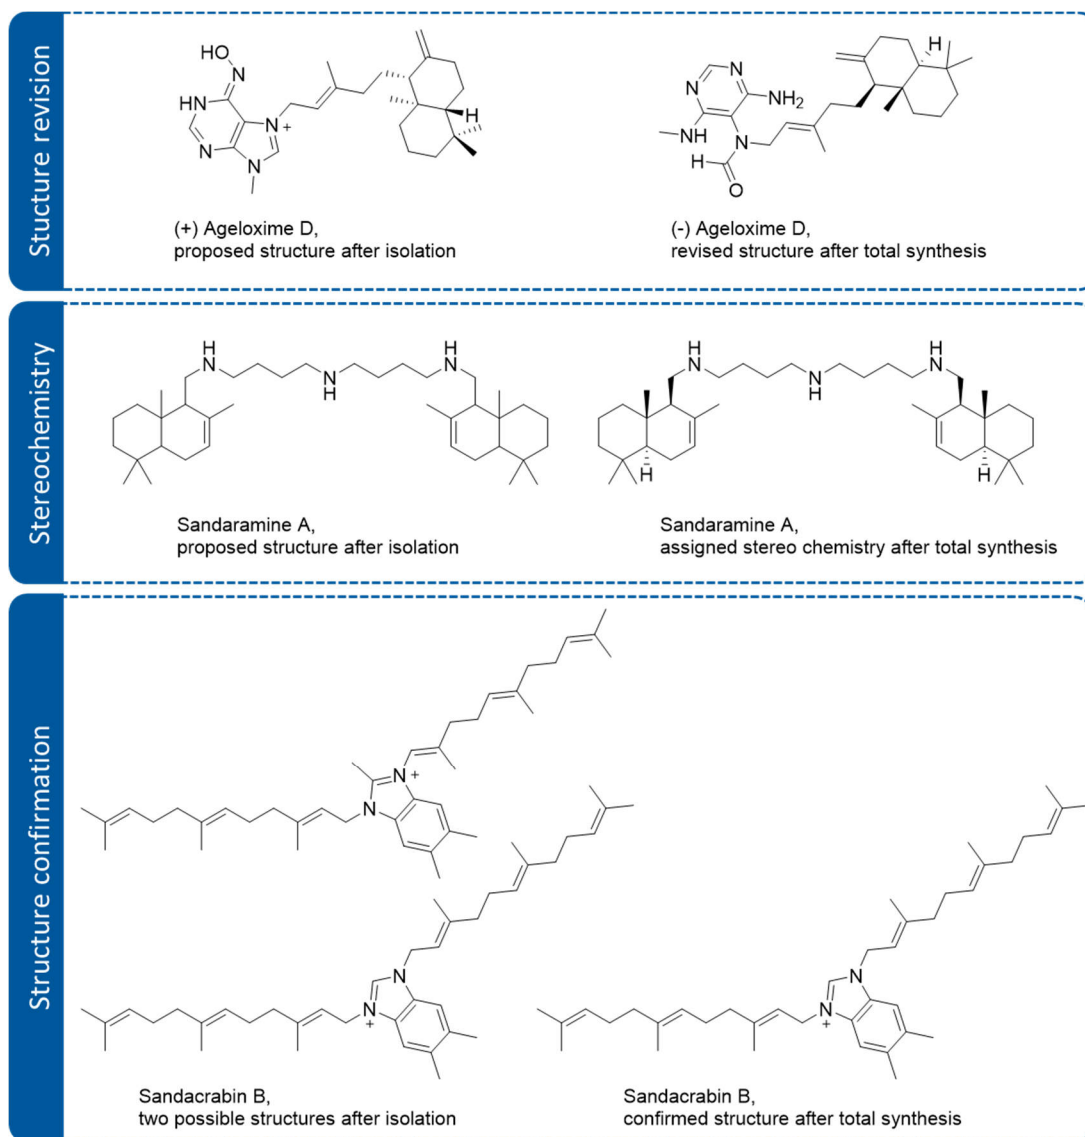 Stucture revision
HO
N
HN
N
N
+
N
H
(+) Ageloxime D,
proposed structure after isolation
N
N
NH2
NH
N
H
O
H
(-) Ageloxime D,
revised structure after total synthesis
Stereochemistry
H
N
N
H
H
N
Sandaramine A,
proposed structure after isolation
H
N
N
H
H
N
H
H
Sandaramine A,
assigned stereo chemistry after total synthesis
Structure confirmation
N
+
N
N
N
+
Sandacrabin B,
two possible structures after isolation
N
N
+
Sandacrabin B,
confirmed structure after total synthesis